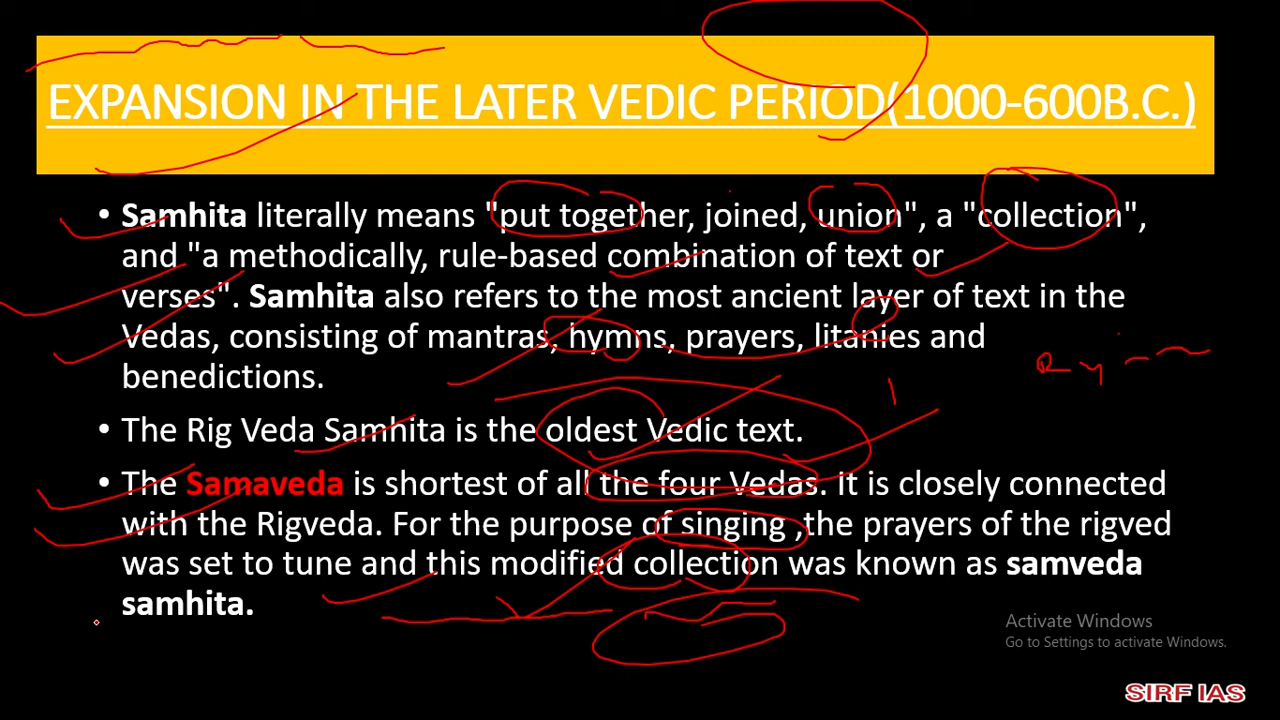 EXPANSION IN THE LATER VEDIC PERIOD(1000-600B.C.)
• Samhita literally means "put together, joined, union", a "collection",
and "a methodically, rule-based combination of text or
verses". Samhita also refers to the most ancient layer of text in the
Vedas, consisting of mantras, hymns, prayers, litanies and
benedictions.
• The Rig Veda Samhita is the oldest Vedic text.
• The Samaveda is shortest of all the four Vedas. It is closely connected
with the Rigveda. For the purpose of singing ,the prayers of the rigved
was set to tune and this modified collection was known as samveda
samhita.
Activate Windows
Go to Settings to activate Windows.
SIRF IAS